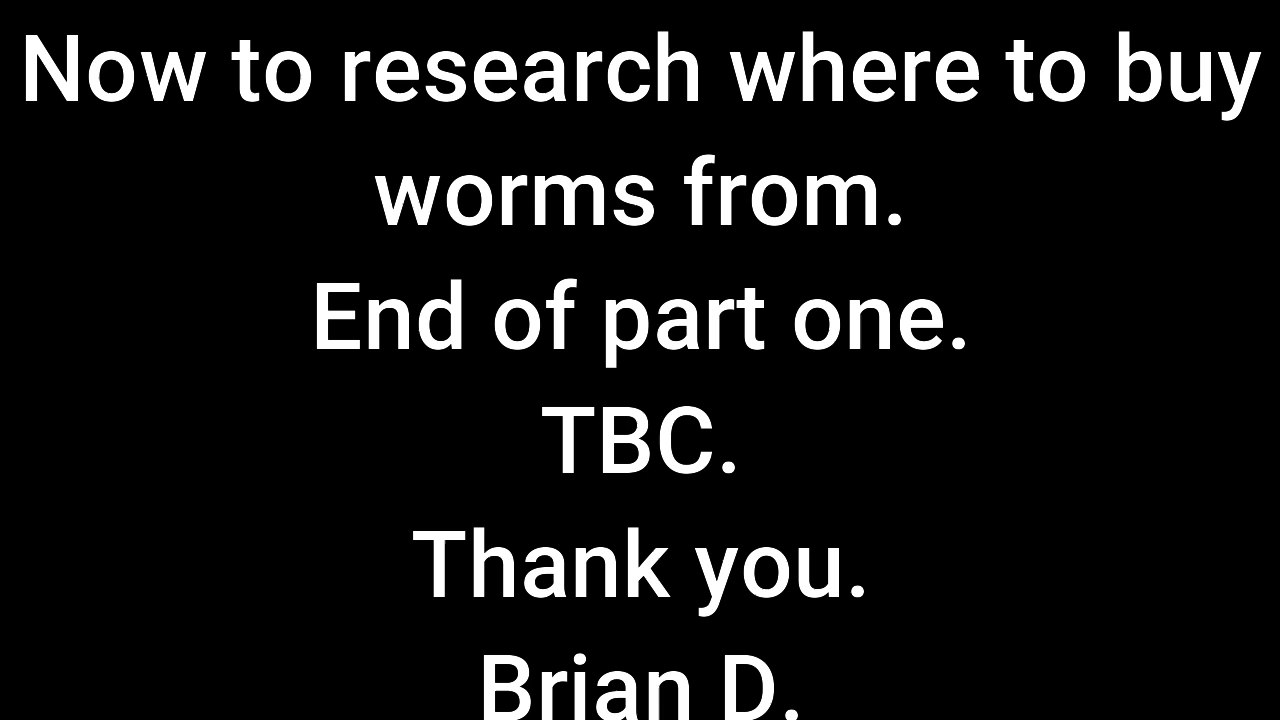 Now to research where to buy
worms from.
End of part one.
TBC.
Thank you.
Brian D.